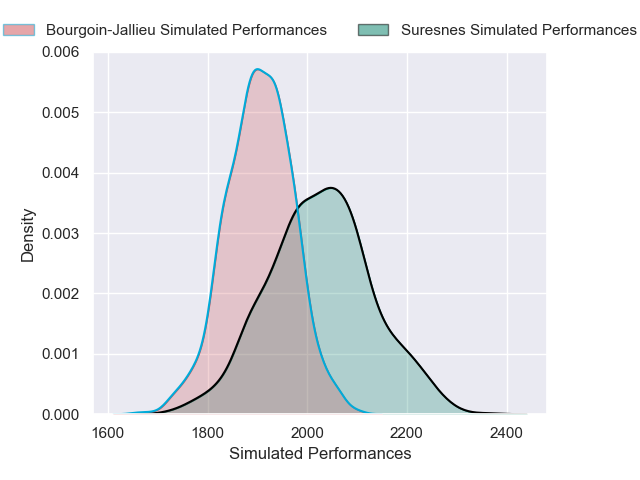 Bourgoin-Jallieu Simulated Performances Suresnes Simulated Performances
0.006
0.005
0.004
0.003
0.002
0.001
0.000
Density
1600 1800 2000 2200 2400
Simulated Performances